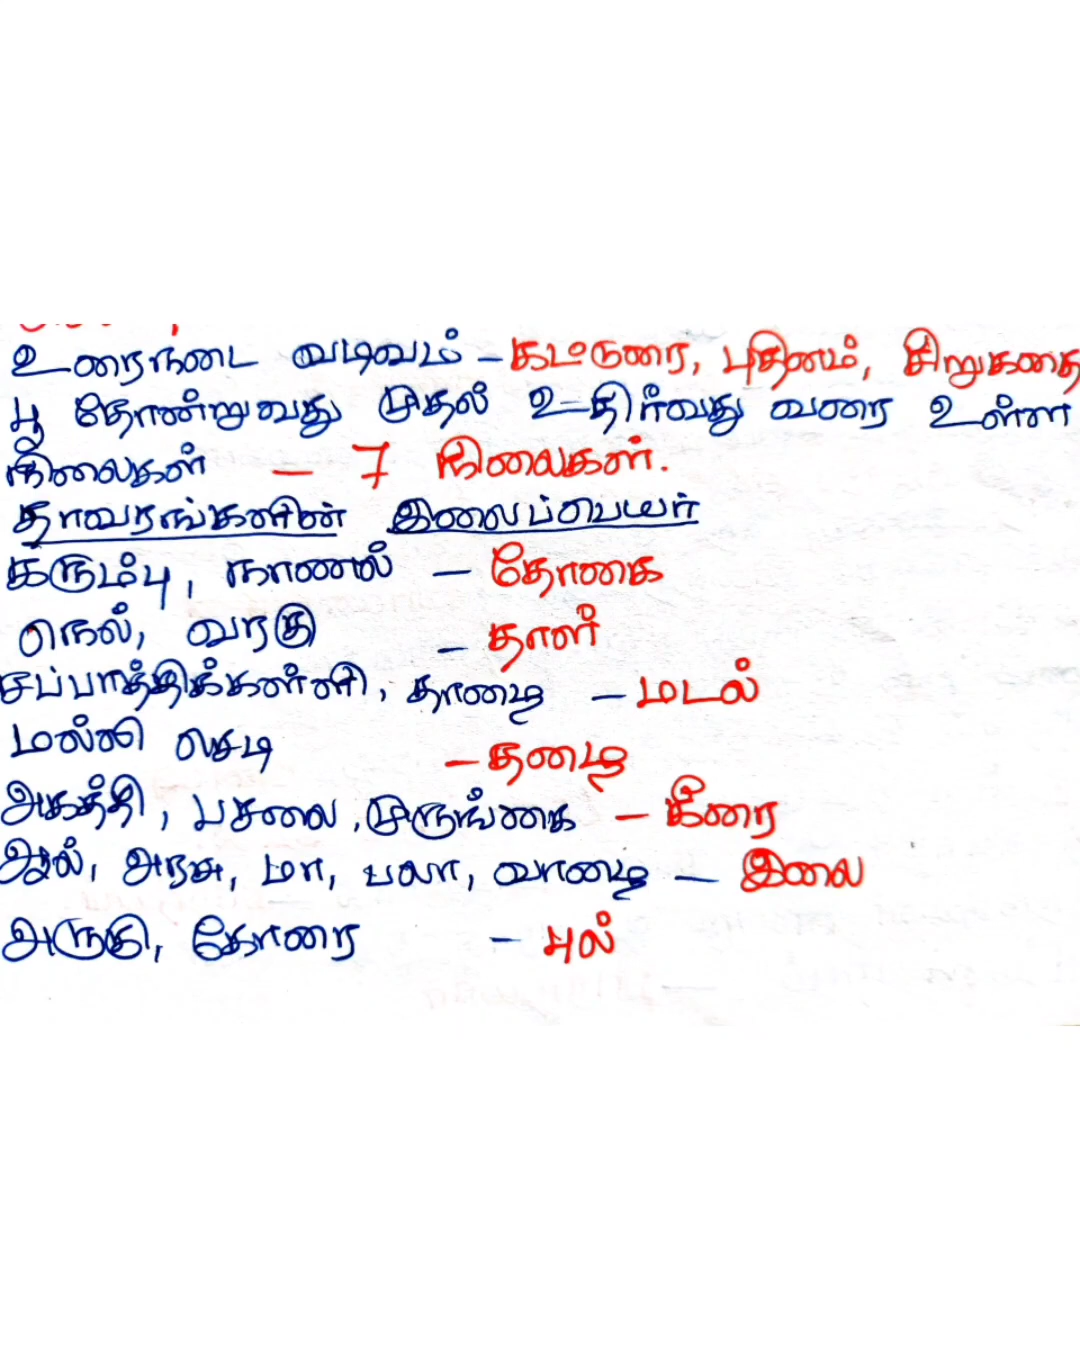 உரைநடை வடிவம் - கட்டுரை, புதினம், சிறுகதை
பூ தோன்றுவது முதல் உதிர்வது வரை உள்ள
நிலைகள் - 7 நிலைகள்.
தாவரங்களின் இலைப்பெயர்
கரும்பு, நாணல் - தோகை
நெல், வரகு - தாள்
சப்பாத்திக்கள்ளி, தாழை - மடல்
மல்லி செடி - தழை
அகத்தி, பசலை, முருங்கை - கீரை
ஆல், அரசு, மா, பலா, வாழை - இலை
அருகு, கோரை - புல்